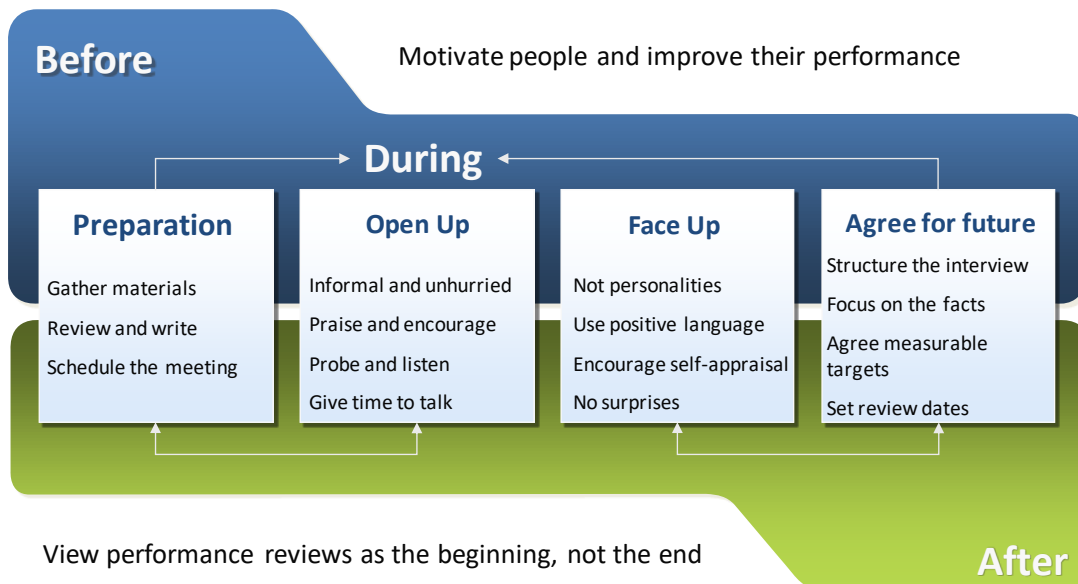 Before
Motivate people and improve their performance
During
Preparation
Gather materials
Review and write
Schedule the meeting
Open Up
Informal and unhurried
Praise and encourage
Probe and listen
Give time to talk
Face Up
Not personalities
Use positive language
Encourage self-appraisal
No surprises
Agree for future
Structure the interview
Focus on the facts
Agree measurable
targets
Set review dates
View performance reviews as the beginning, not the end
After